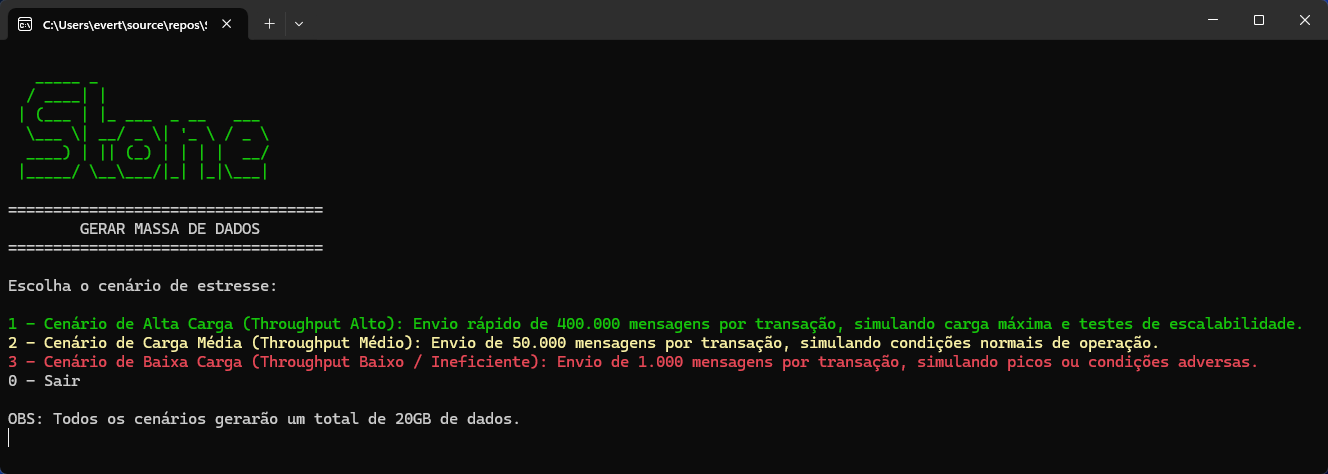 C:\Users\evert\source\repos\S
Stone
===================================
GERAR MASSA DE DADOS
===================================
Escolha o cenário de estresse:
1 - Cenário de Alta Carga (Throughput Alto): Envio rápido de 400.000 mensagens por transação, simulando carga máxima e testes de escalabilidade.
2 - Cenário de Carga Média (Throughput Médio): Envio de 50.000 mensagens por transação, simulando condições normais de operação.
3 - Cenário de Baixa Carga (Throughput Baixo / Ineficiente): Envio de 1.000 mensagens por transação, simulando picos ou condições adversas.
0 - Sair
OBS: Todos os cenários gerarão um total de 20GB de dados.